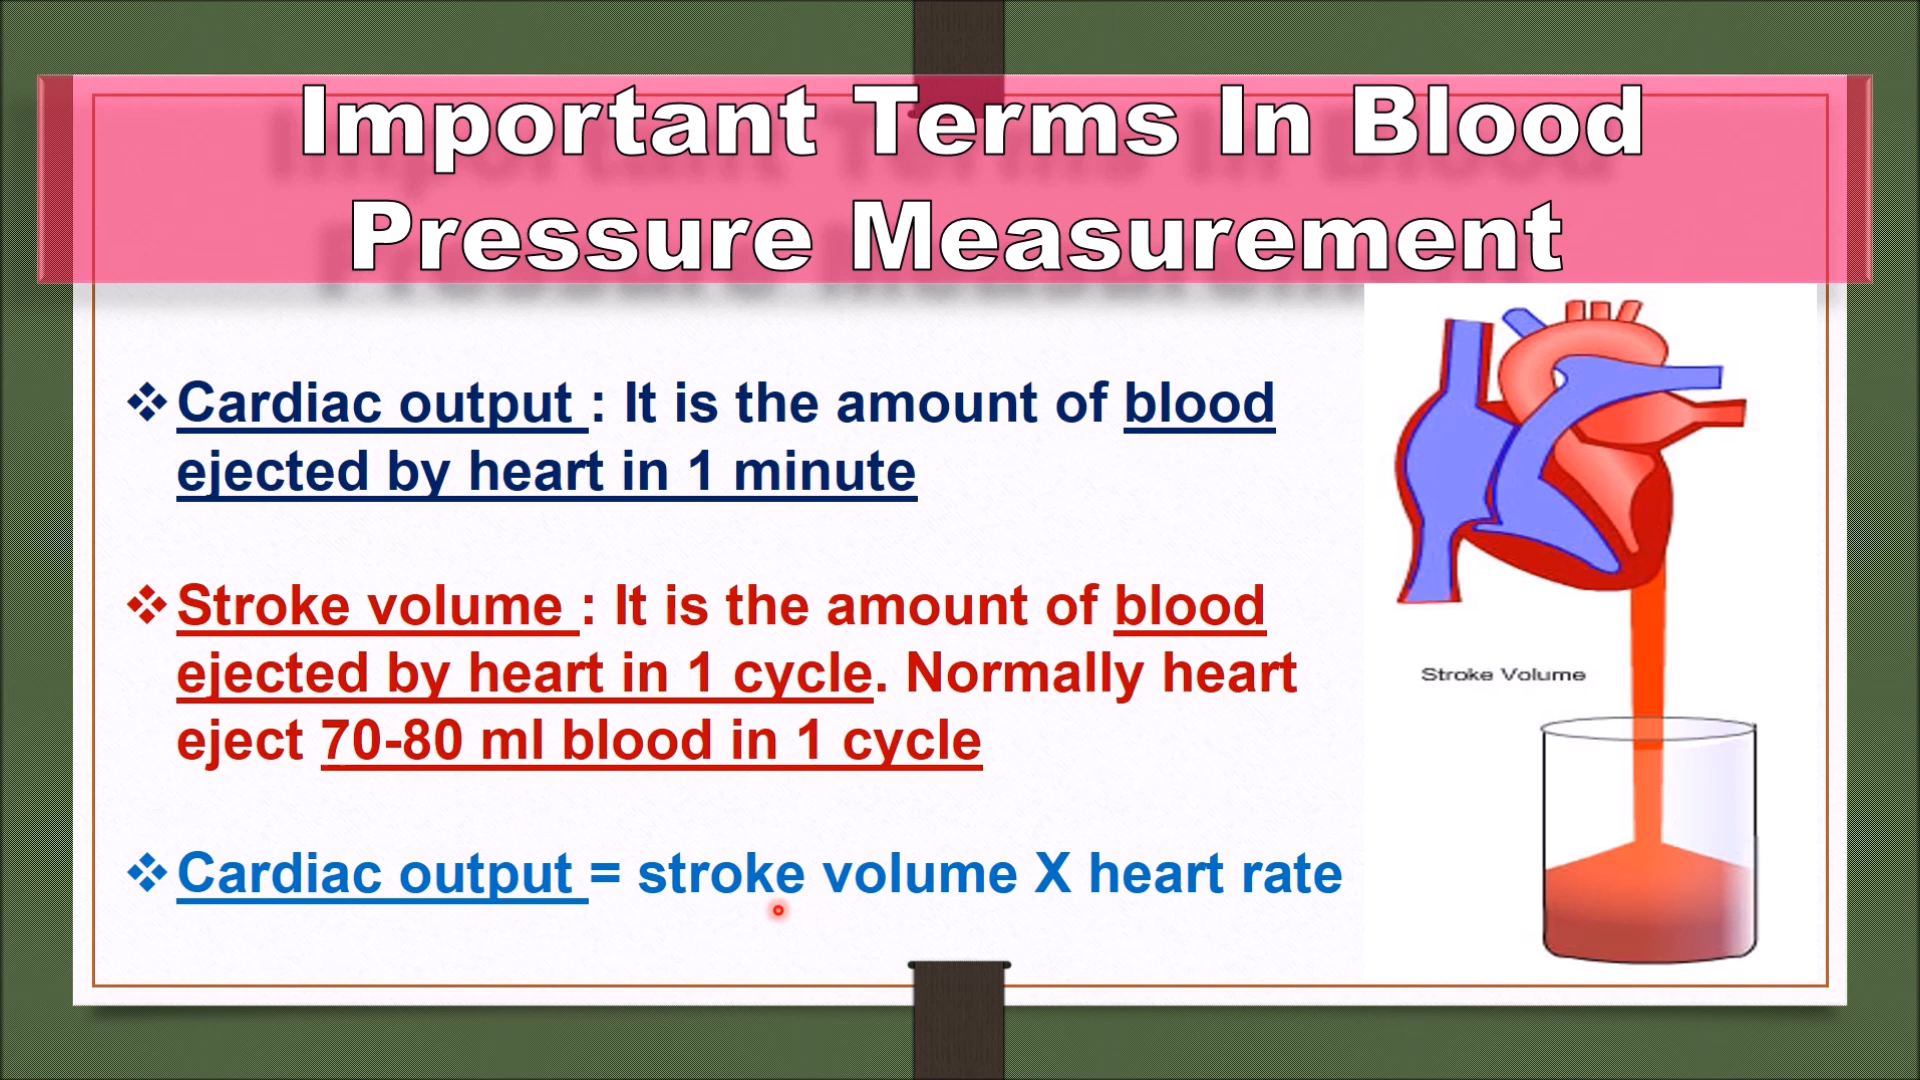 Important Terms In Blood
Pressure Measurement
❖Cardiac output : It is the amount of blood
ejected by heart in 1 minute
❖Stroke volume : It is the amount of blood
ejected by heart in 1 cycle. Normally heart
eject 70-80 ml blood in 1 cycle
❖Cardiac output = stroke volume X heart rate
Stroke Volume